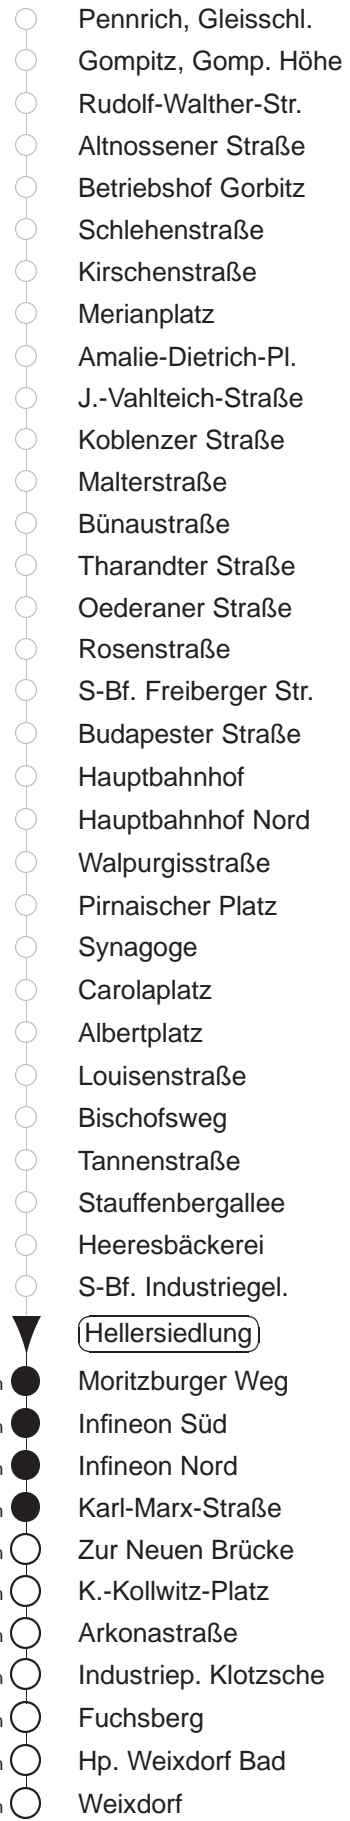 Pennrich, Gleisschl.
Gompitz, Gomp. Höhe
Rudolf-Walther-Str.
Altnossener Straße
Betriebshof Gorbitz
Schlehenstraße
Kirschenstraße
Merianplatz
Amalie-Dietrich-Pl.
J.-Vahlteich-Straße
Koblenzer Straße
Malterstraße
Bünaustraße
Tharandter Straße
Oederaner Straße
Rosenstraße
S-Bf. Freiberger Str.
Budapester Straße
Hauptbahnhof
Hauptbahnhof Nord
Walpurgisstraße
Pirnaischer Platz
Synagoge
Carolaplatz
Albertplatz
Louisenstraße
Bischofsweg
Tannenstraße
Stauffenbergallee
Heeresbäckerei
S-Bf. Industriegel.
Hellersiedlung
Moritzburger Weg
Infineon Süd
Infineon Nord
Karl-Marx-Straße
Zur Neuen Brücke
K.-Kollwitz-Platz
Arkonastraße
Industriep. Klotzsche
Fuchsberg
Hp. Weixdorf Bad
Weixdorf